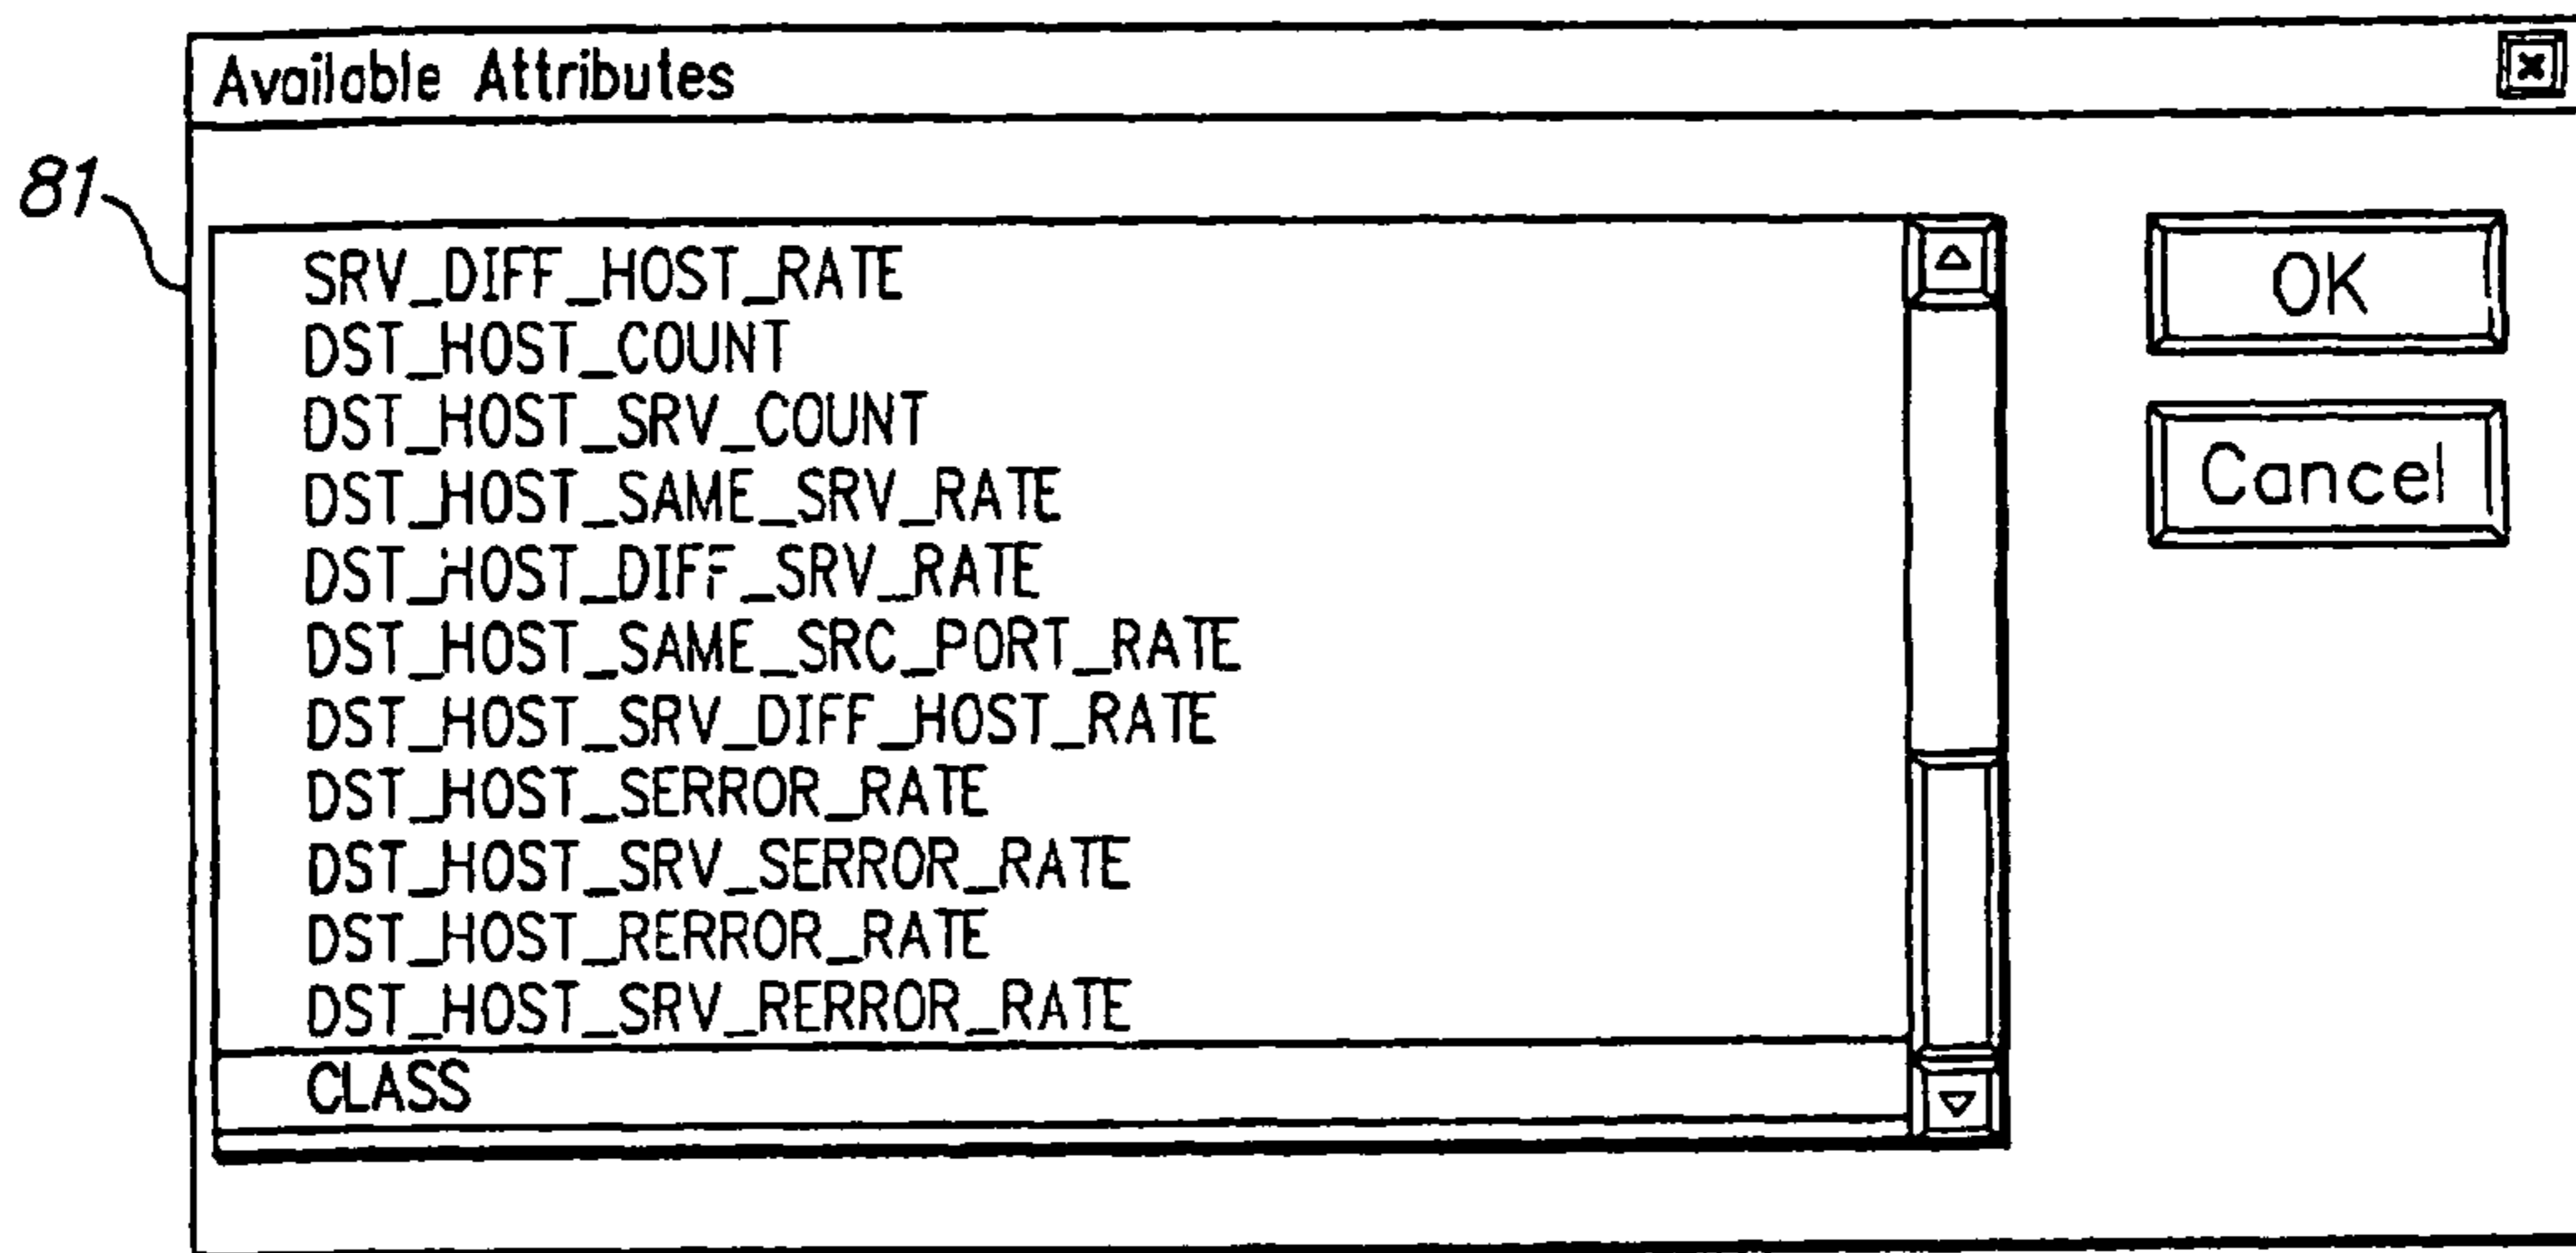 Available Attributes
81
SRV_DIFF_HOST_RATE
DST_HOST_COUNT
DST_HOST_SRV_COUNT
DST_HOST_SAME_SRV_RATE
DST_HOST_DIFF_SRV_RATE
DST_HOST_SAME_SRC_PORT_RATE
DST_HOST_SRV_DIFF_HOST_RATE
DST_HOST_SERROR_RATE
DST_HOST_SRV_SERROR_RATE
DST_HOST_RERROR_RATE
DST_HOST_SRV_RERROR_RATE
CLASS
OK
Cancel